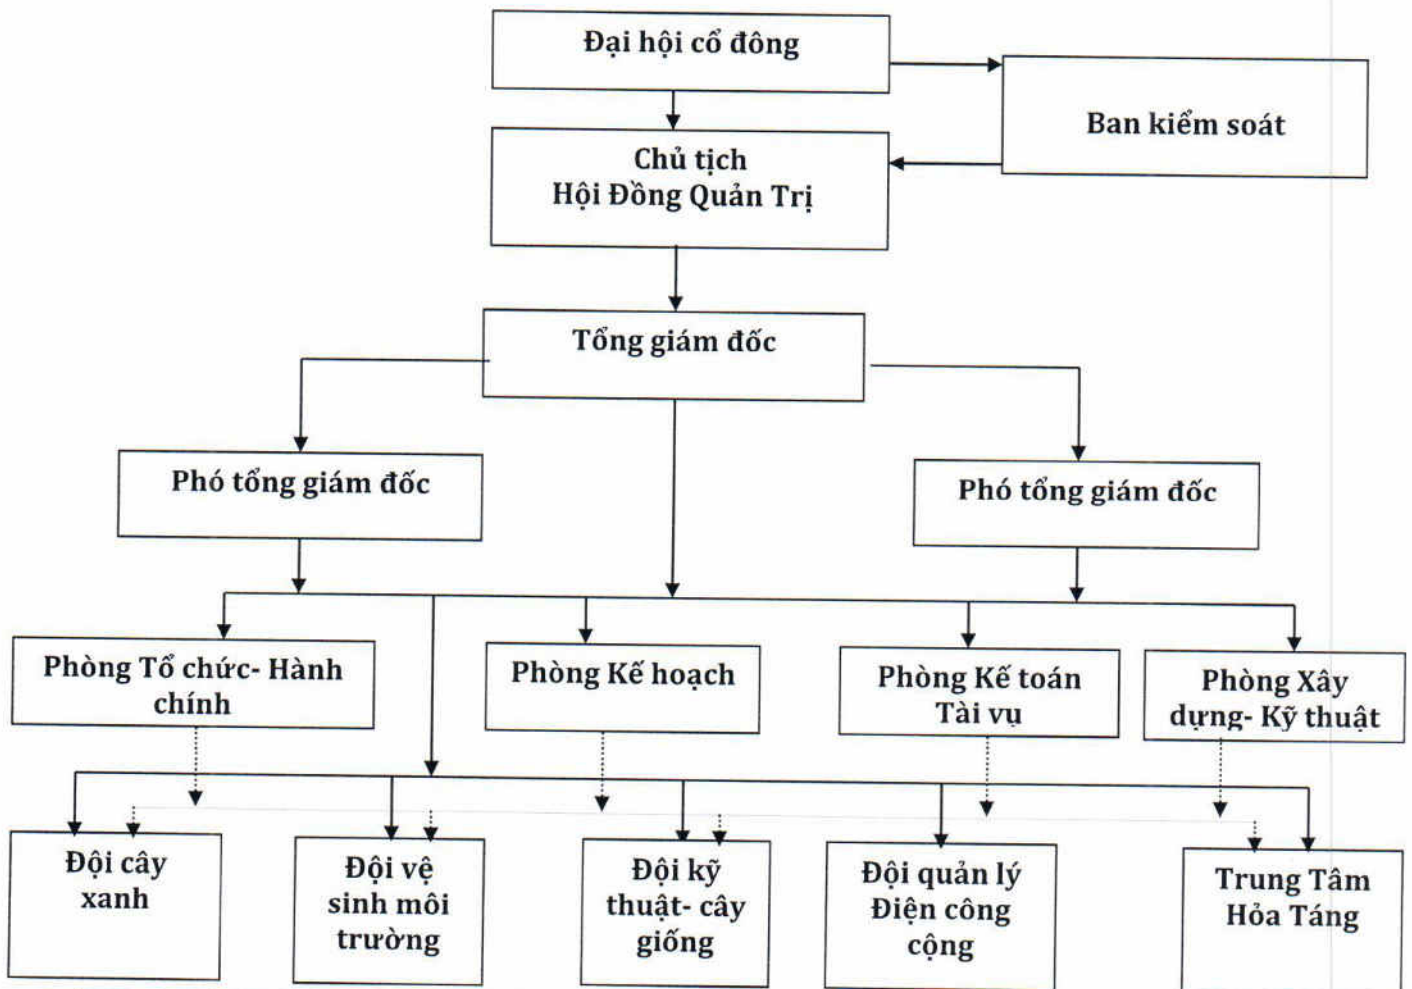 Đại hội cổ đông
Ban kiểm soát
Chủ tịch
Hội Đồng Quản Trị
Tổng giám đốc
Phó tổng giám đốc
Phó tổng giám đốc
Phòng Tổ chức- Hành
chính
Phòng Kế hoạch
Phòng Kế toán
Tài vụ
Phòng Xây
dựng- Kỹ thuật
Đội cây
xanh
Đội vệ
sinh môi
trường
Đội kỹ
thuật- cây
giống
Đội quản lý
Điện công
cộng
Trung Tâm
Hỏa Táng